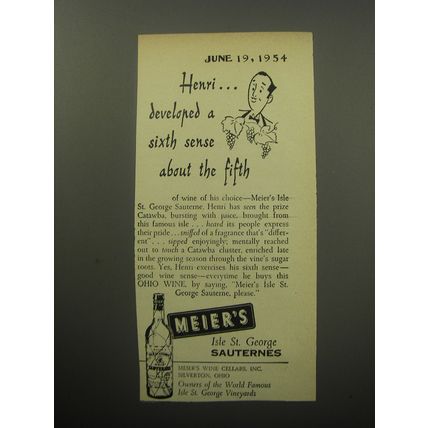 JUNE 19, 1954
Henri...
developed a
sixth sense
about the fifth
of wine of his choice—Meier's Isle
St. George Sauterne. Henri has seen the prize
Catawba, bursting with juice, brought from
this famous isle . . . heard its people express
their pride . . . sniffed of a fragrance that's "differ-
ent" . . . sipped enjoyingly; mentally reached
out to touch a Catawba cluster, enriched late
in the growing season through the vine's sugar
roots. Yes, Henri exercises his sixth sense—
good wine sense—everytime he buys this
OHIO WINE, by saying, "Meier's Isle St.
George Sauterne, please."
MEIER'S
Isle St. George
SAUTERNES
SAUTERNES
MEIER'S WINE CELLARS, INC.
SILVERTON, OHIO
Owners of the World Famous
Isle St. George Vineyards